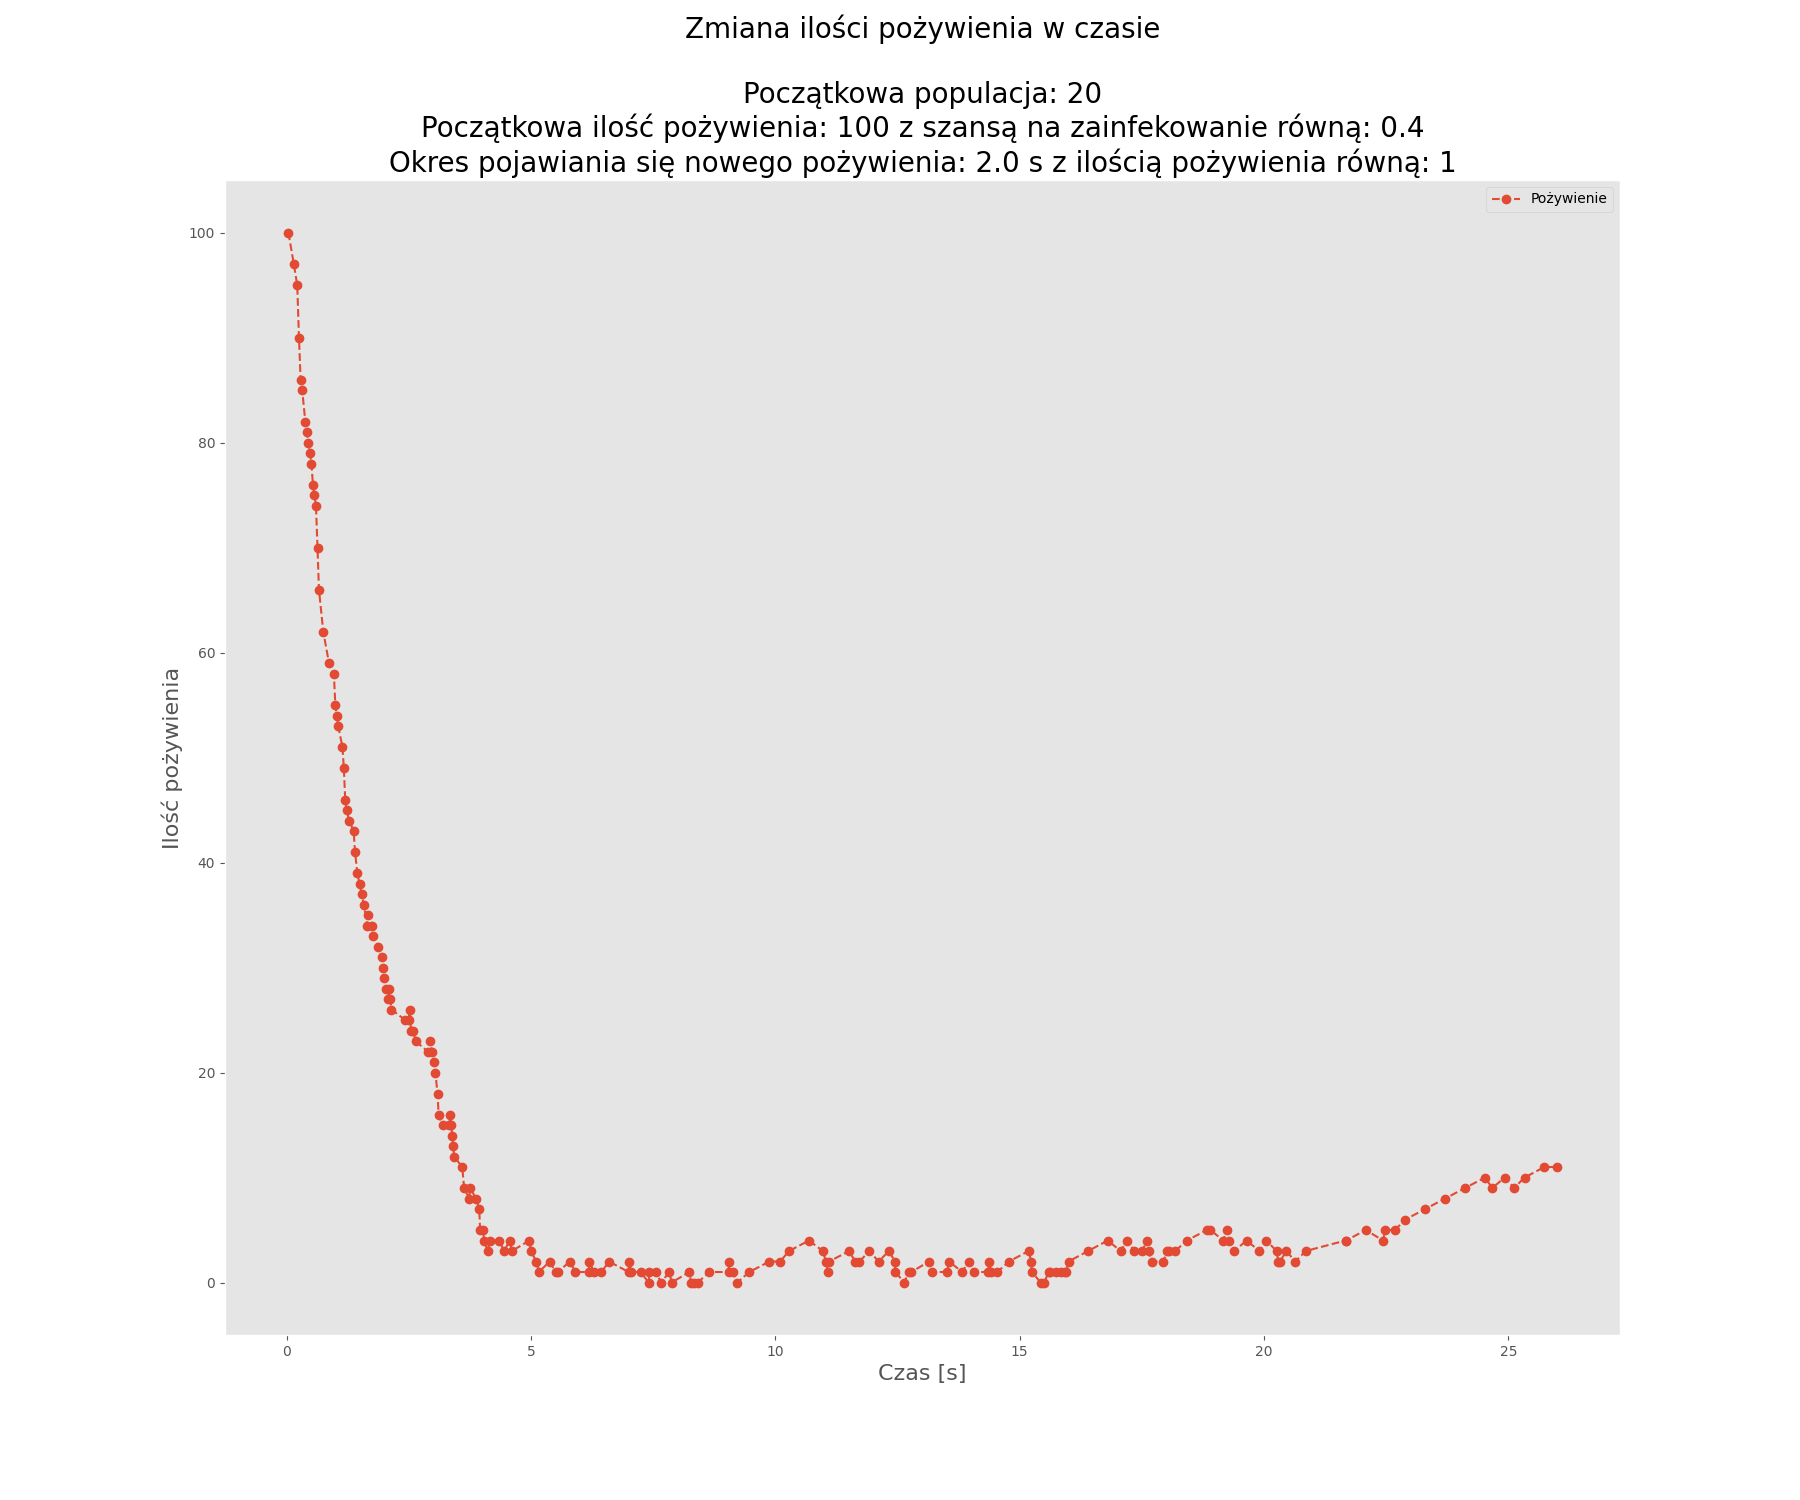 Zmiana ilości pożywienia w czasie
Początkowa populacja: 20
Początkowa ilość pożywienia: 100 z szansą na zainfekowanie równą: 0.4
Okres pojawiania się nowego pożywienia: 2.0 s z ilością pożywienia równą: 1
Pożywienie
100
80
60
40
20
0
Ilość pożywienia
0 5 10 15 20 25
Czas [s]